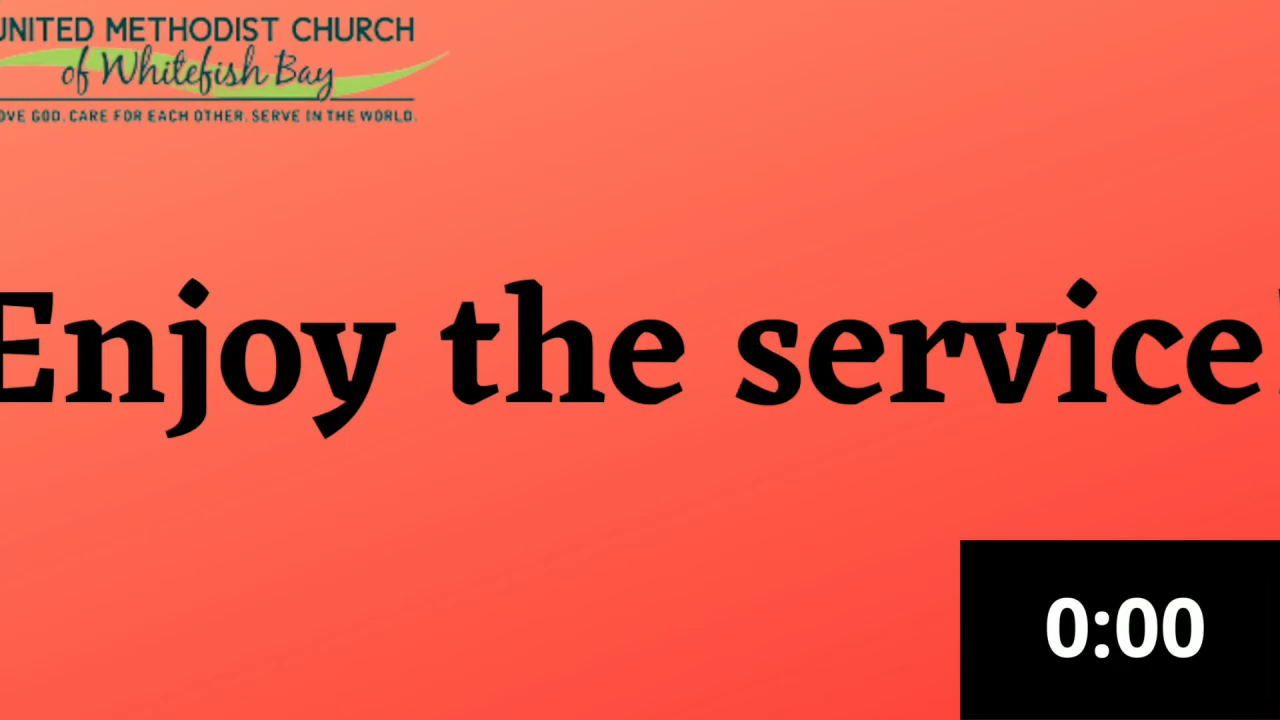 UNITED METHODIST CHURCH
of Whitefish Bay
OVE GOD. CARE FOR EACH OTHER. SERVE IN THE WORLD.
Enjoy the service!
0:00